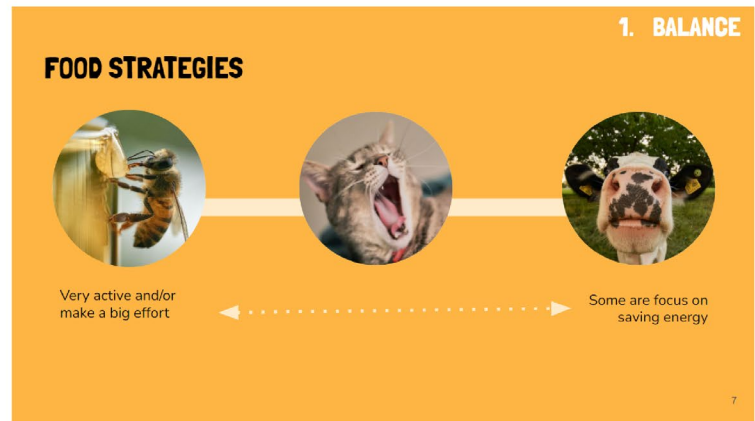 1. BALANCE
FOOD STRATEGIES
Very active and/or
make a big effort
Some are focus on
saving energy
7